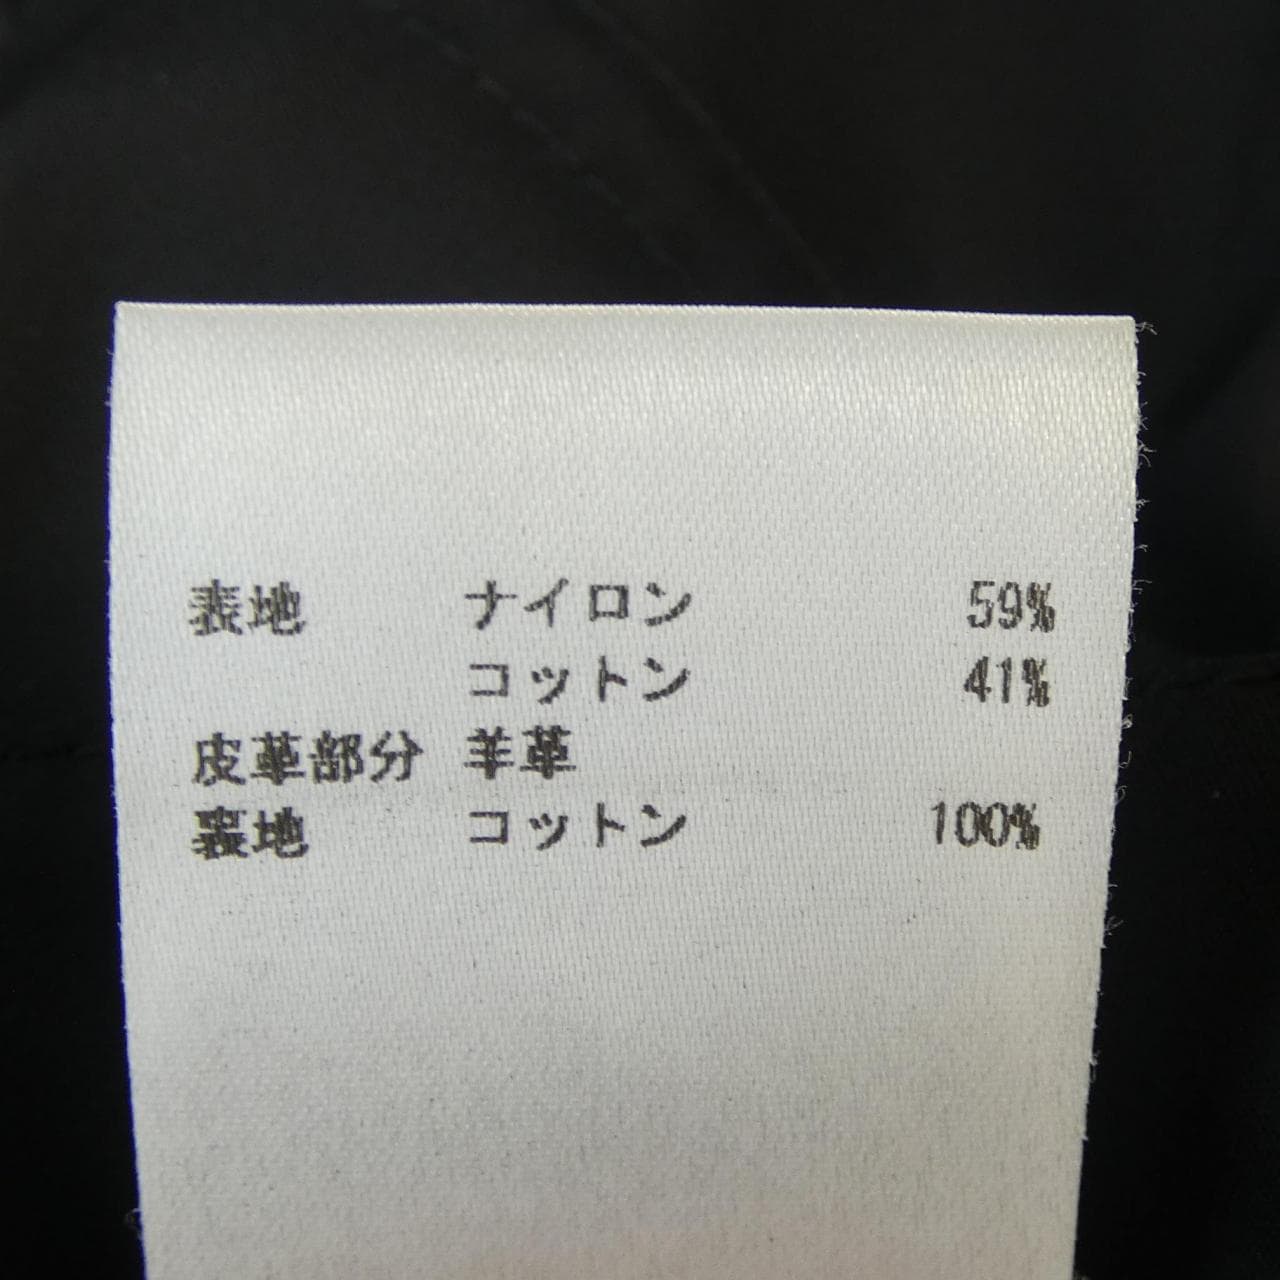 表地 ナイロン 59%
コットン 41%
皮革部分 羊革
裏地 コットン 100%